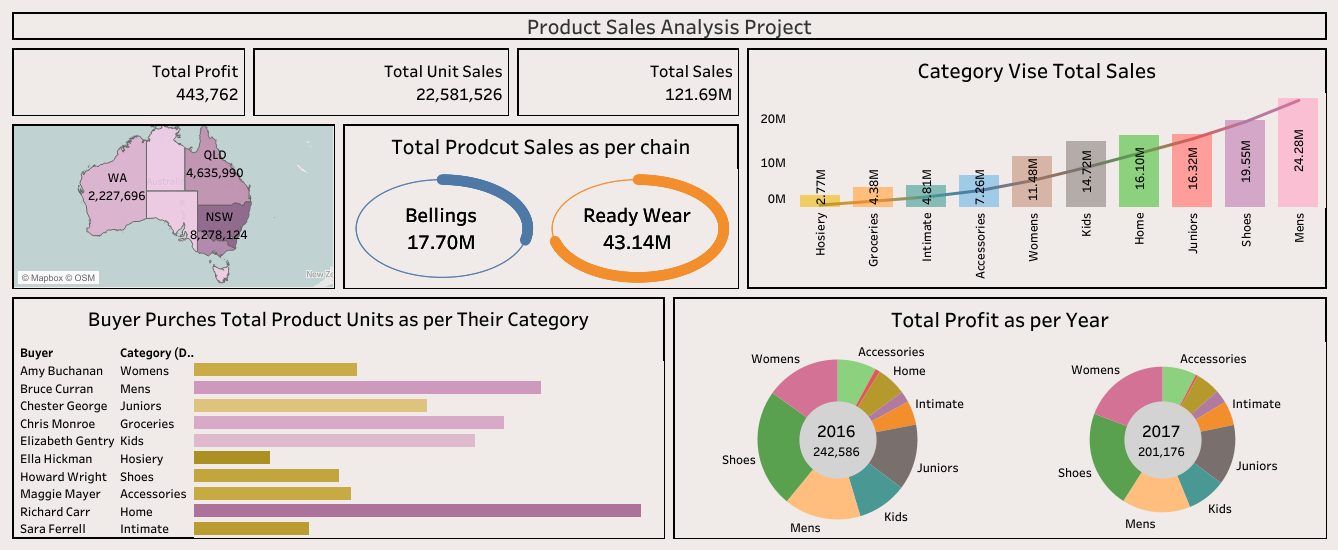 Product Sales Analysis Project
Total Profit
443,762
Total Unit Sales
22,581,526
Total Sales
121.69M
Category Vise Total Sales
20M
10M
0M
2.77M
4.38M
4.81M
7.26M
11.48M
14.72M
16.10M
16.32M
19.55M
24.28M
Hosiery
Groceries
Intimate
Accessories
Womens
Kids
Home
Juniors
Shoes
Mens
WA
2,227,696
QLD
4,635,990
Australia
NSW
8,278,124
© Mapbox © OSM
New Ze
Total Prodcut Sales as per chain
Bellings
17.70M
Ready Wear
43.14M
Buyer Purches Total Product Units as per Their Category
Buyer Category (D..
Amy Buchanan Womens
Bruce Curran Mens
Chester George Juniors
Chris Monroe Groceries
Elizabeth Gentry Kids
Ella Hickman Hosiery
Howard Wright Shoes
Maggie Mayer Accessories
Richard Carr Home
Sara Ferrell Intimate
Total Profit as per Year
Womens
Accessories
Home
Intimate
2016
242,586
Shoes
Juniors
Kids
Mens
Accessories
Womens
Intimate
2017
201,176
Shoes
Juniors
Kids
Mens